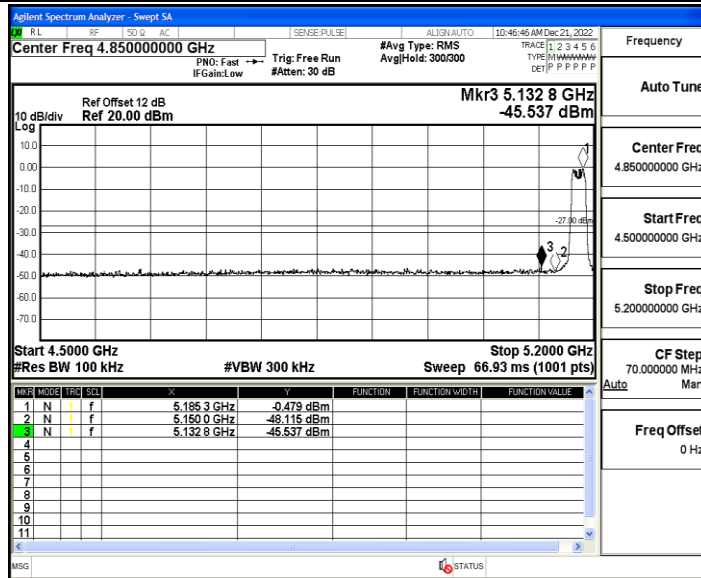 Agilent Spectrum Analyzer - Swept SA
RL RF 50 Ω AC SENSE:PULSE ALIGN AUTO 10:46:46 AM Dec 21, 2022
Center Freq 4.850000000 GHz
PNO: Fast
IFGain:Low
Trig: Free Run
#Atten: 30 dB
#Avg Type: RMS
Avg|Hold: 300/300
TRACE 1 2 3 4 5 6
TYPE M
DET P P P P P P
Ref Offset 12 dB
10 dB/div Ref 20.00 dBm
Log
Mkr3 5.132 8 GHz
-45.537 dBm
10.0
0.00
-10.0
-20.0
-30.0
-40.0
-50.0
-60.0
-70.0
1
-27.00 dBm
3 2
Start 4.5000 GHz Stop 5.2000 GHz
#Res BW 100 kHz #VBW 300 kHz Sweep 66.93 ms (1001 pts)
MKR MODE TRC SCL X Y FUNCTION FUNCTION WIDTH FUNCTION VALUE
1 N 1 f 5.185 3 GHz -0.479 dBm
2 N 1 f 5.150 0 GHz -48.115 dBm
3 N 1 f 5.132 8 GHz -45.537 dBm
4
5
6
7
8
9
10
11
MSG STATUS
Frequency
Auto Tune
Center Freq
4.850000000 GHz
Start Freq
4.500000000 GHz
Stop Freq
5.200000000 GHz
CF Step
70.000000 MHz
Auto Man
Freq Offset
0 Hz